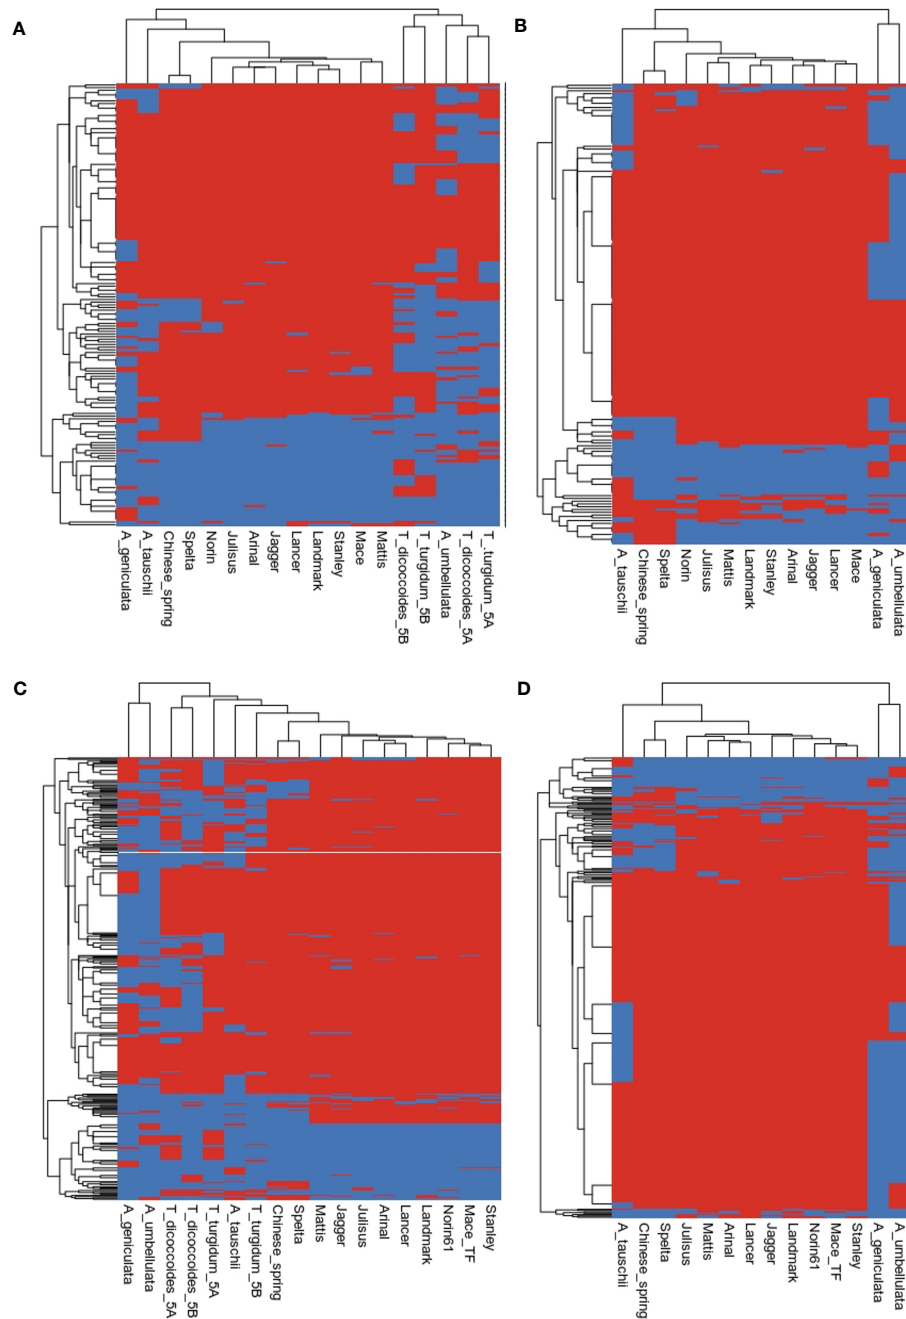 A
B
A_geniculata
A_tauschii
Chinese_spring
Spelta
Norin
Julisus
Arinal
Jagger
Lancer
Landmark
Stanley
Mace
Mattis
T_dicoccoides_5B
T_turgidum_5B
A_umbellulata
T_dicoccoides_5A
T_.turgidum_5A
A_tauschii
Chinese_spring
Spelta
Norin
Julisus
Mattis
Landmark
Stanley
Arinal
Jagger
Lancer
Mace
A_geniculata
A_umbellulata
C
D
A_geniculata
A_umbellulata
T_dicoccoides_5A
T_dicoccoides_5B
T_turgidum_5A
A_tauschii
T_turgidum_5B
Chinese_spring
Spelta
Mattis
Jagger
Julisus
Arinal
Lancer
Landmark
Norin61
Mace_TF
Stanley
A_tauschii
Chinese_spring
Spelta
Julisus
Mattis
Arinal
Lancer
Jagger
Landmark
Norin61
Mace_TF
Stanley
A_geniculata
A_umbellulata